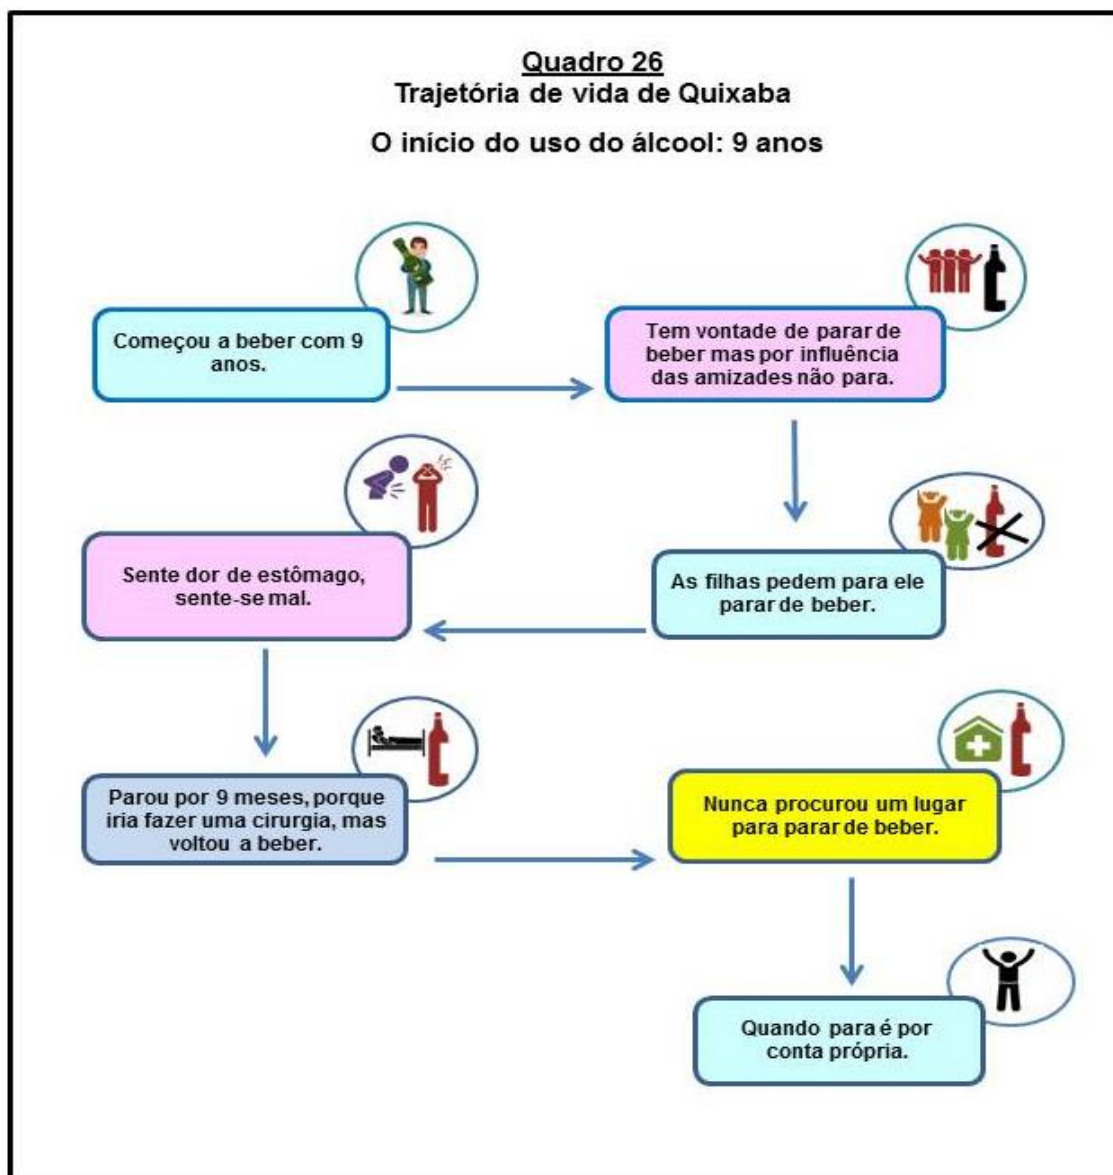 Quadro 26
Trajetória de vida de Quixaba
O início do uso do álcool: 9 anos
Começou a beber com 9
anos.
Tem vontade de parar de
beber mas por influência
das amizades não para.
As filhas pedem para ele
parar de beber.
Sente dor de estômago,
sente-se mal.
Parou por 9 meses, porque
iria fazer uma cirurgia, mas
voltou a beber.
Nunca procurou um lugar
para parar de beber.
Quando para é por
conta própria.